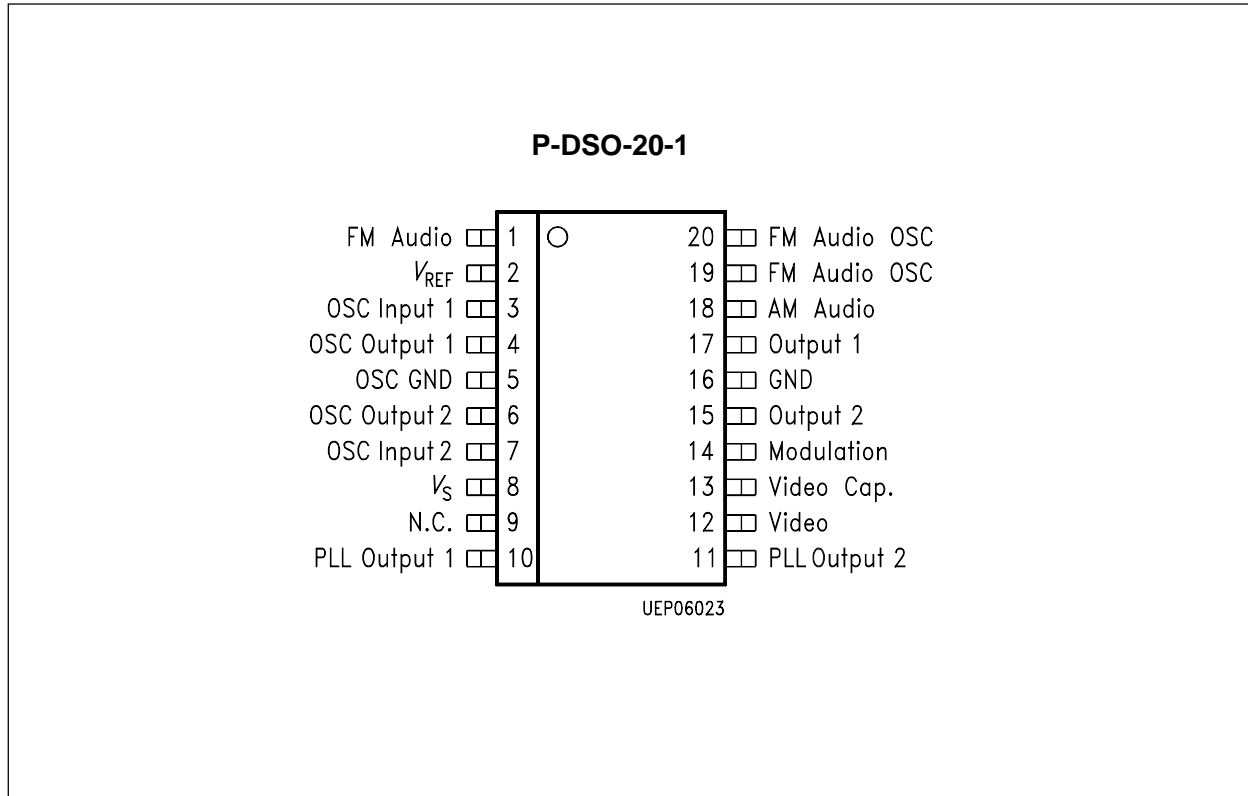 P-DSO-20-1
FM Audio 1 20 FM Audio OSC
VREF 2 19 FM Audio OSC
OSC Input 1 3 18 AM Audio
OSC Output 1 4 17 Output 1
OSC GND 5 16 GND
OSC Output 2 6 15 Output 2
OSC Input 2 7 14 Modulation
VS 8 13 Video Cap.
N.C. 9 12 Video
PLL Output 1 10 11 PLL Output 2
UEP06023